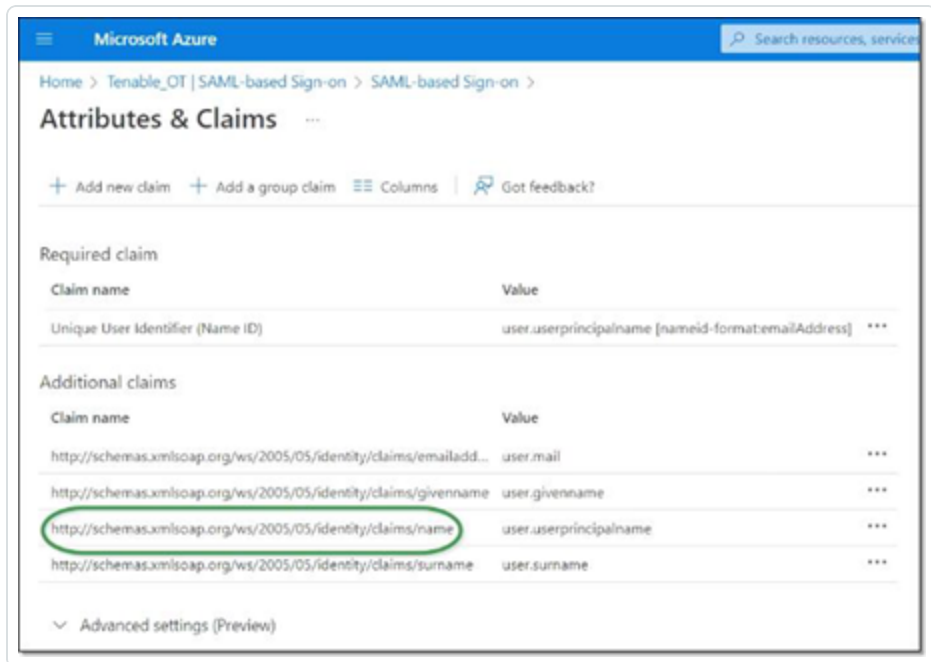 Microsoft Azure
Search resources, services
Home > Tenable_OT | SAML-based Sign-on > SAML-based Sign-on >
Attributes & Claims ...
+ Add new claim + Add a group claim Columns Got feedback?
Required claim
Claim name Value
Unique User Identifier (Name ID) user.userprincipalname [nameid-format:emailAddress] •••
Additional claims
Claim name Value
http://schemas.xmlsoap.org/ws/2005/05/identity/claims/emailadd... user.mail •••
http://schemas.xmlsoap.org/ws/2005/05/identity/claims/givenname user.givenname •••
http://schemas.xmlsoap.org/ws/2005/05/identity/claims/name user.userprincipalname •••
http://schemas.xmlsoap.org/ws/2005/05/identity/claims/surname user.surname •••
Advanced settings (Preview)